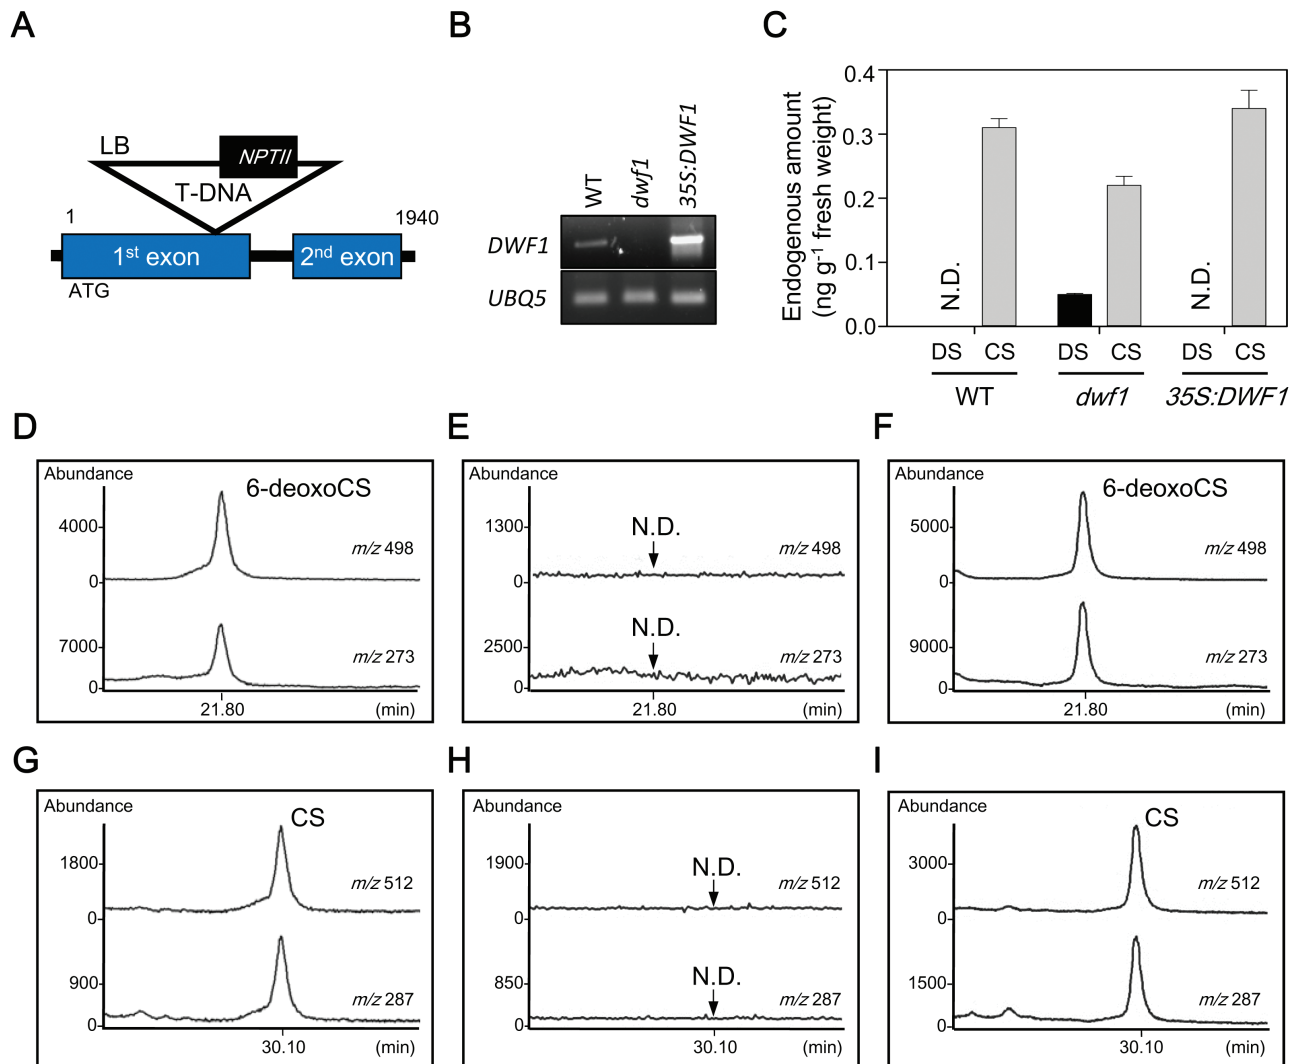 A
LB
NPTII
T-DNA
1
1940
1st exon
2nd exon
ATG
B
WT
dwf1
35S:DWF1
DWF1
UBQ5
C
Endogenous amount
(ng g-1 fresh weight)
0.4
0.3
0.2
0.1
0.0
N.D.
N.D.
DS CS DS CS DS CS
WT dwf1 35S:DWF1
D
Abundance
6-deoxoCS
4000
m/z 498
0
7000
m/z 273
0
21.80 (min)
E
Abundance
N.D.
1300
m/z 498
0
N.D.
2500
m/z 273
0
21.80 (min)
F
Abundance
6-deoxoCS
5000
m/z 498
0
9000
m/z 273
0
21.80 (min)
G
Abundance
CS
1800
m/z 512
0
900
m/z 287
0
30.10 (min)
H
Abundance
N.D.
1900
m/z 512
0
N.D.
850
m/z 287
0
30.10 (min)
I
Abundance
CS
3000
m/z 512
0
1500
m/z 287
0
30.10 (min)